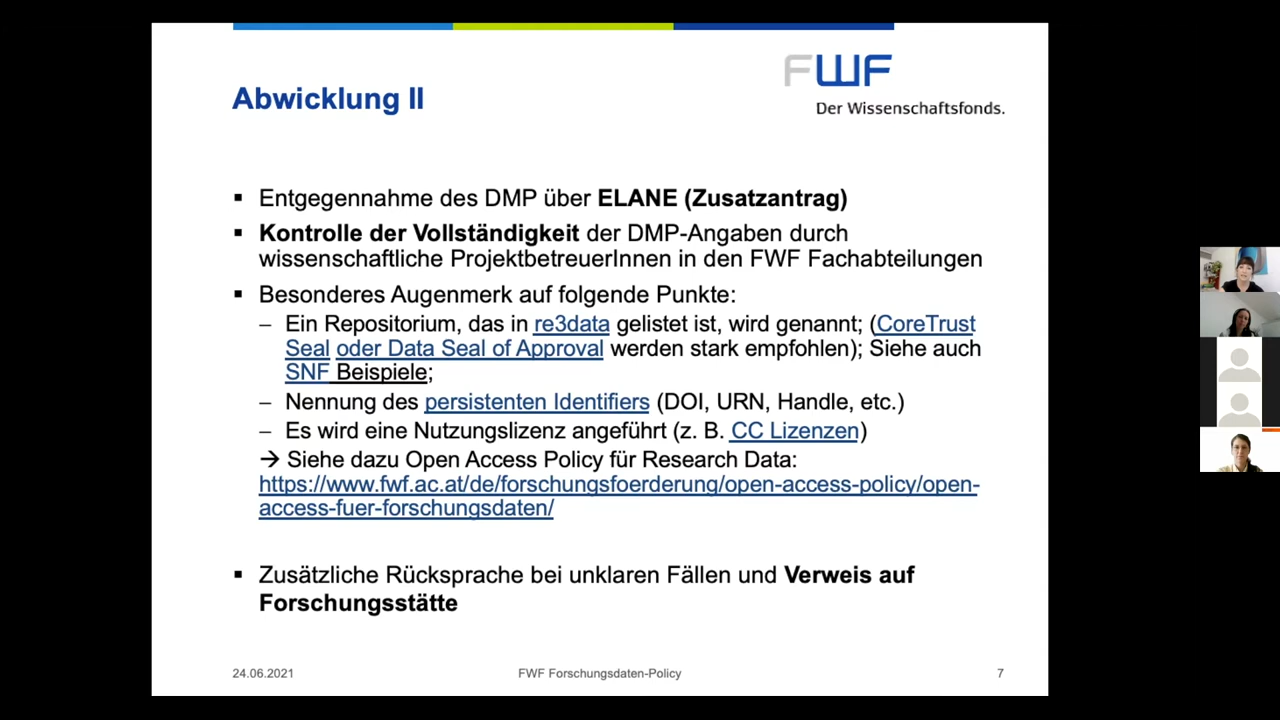 FWF
Der Wissenschaftsfonds.
Abwicklung II
▪ Entgegennahme des DMP über ELANE (Zusatzantrag)
▪ Kontrolle der Vollständigkeit der DMP-Angaben durch
wissenschaftliche ProjektbetreuerInnen in den FWF Fachabteilungen
▪ Besonderes Augenmerk auf folgende Punkte:
– Ein Repositorium, das in re3data gelistet ist, wird genannt; (CoreTrust
Seal oder Data Seal of Approval werden stark empfohlen); Siehe auch
SNF Beispiele;
– Nennung des persistenten Identifiers (DOI, URN, Handle, etc.)
– Es wird eine Nutzungslizenz angeführt (z. B. CC Lizenzen)
→ Siehe dazu Open Access Policy für Research Data:
https://www.fwf.ac.at/de/forschungsfoerderung/open-access-policy/open-
access-fuer-forschungsdaten/
▪ Zusätzliche Rücksprache bei unklaren Fällen und Verweis auf
Forschungsstätte
24.06.2021 FWF Forschungsdaten-Policy 7